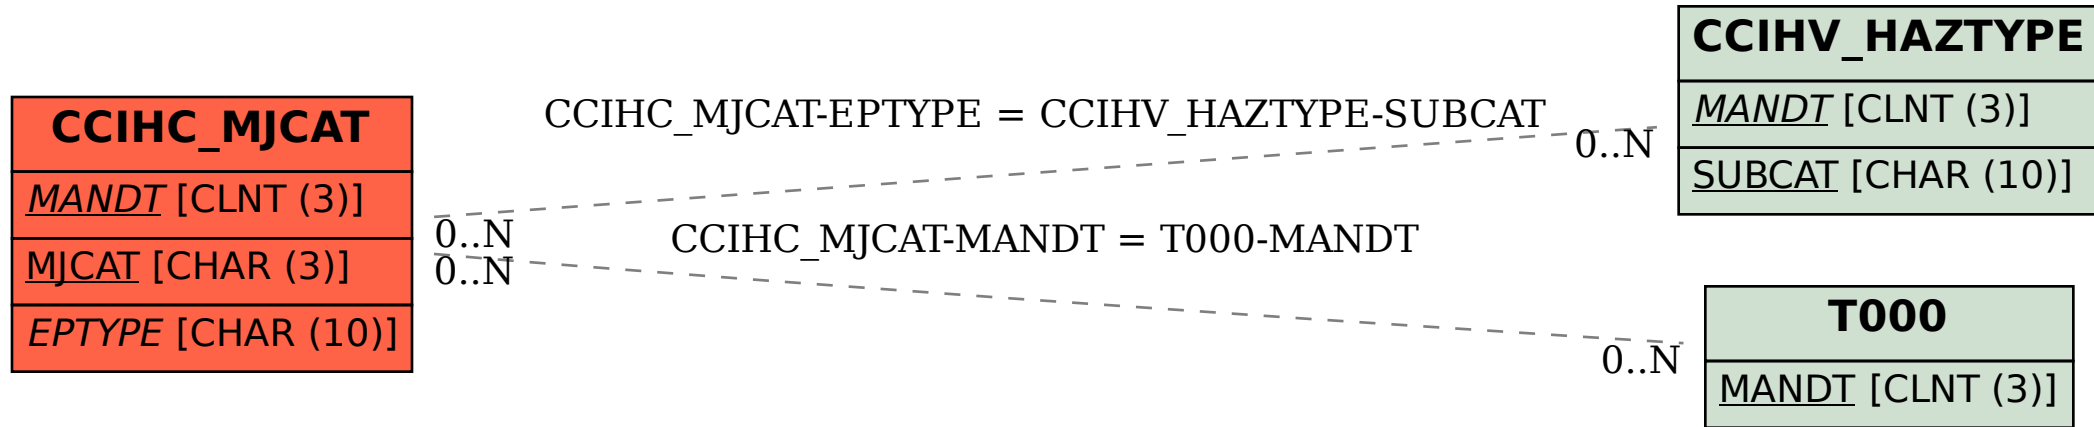 CCIHC_MJCAT
MANDT [CLNT (3)]
MJCAT [CHAR (3)]
EPTYPE [CHAR (10)]
CCIHC_MJCAT-EPTYPE = CCIHV_HAZTYPE-SUBCAT
0..N
0..N
CCIHC_MJCAT-MANDT = T000-MANDT
0..N
0..N
CCIHV_HAZTYPE
MANDT [CLNT (3)]
SUBCAT [CHAR (10)]
T000
MANDT [CLNT (3)]